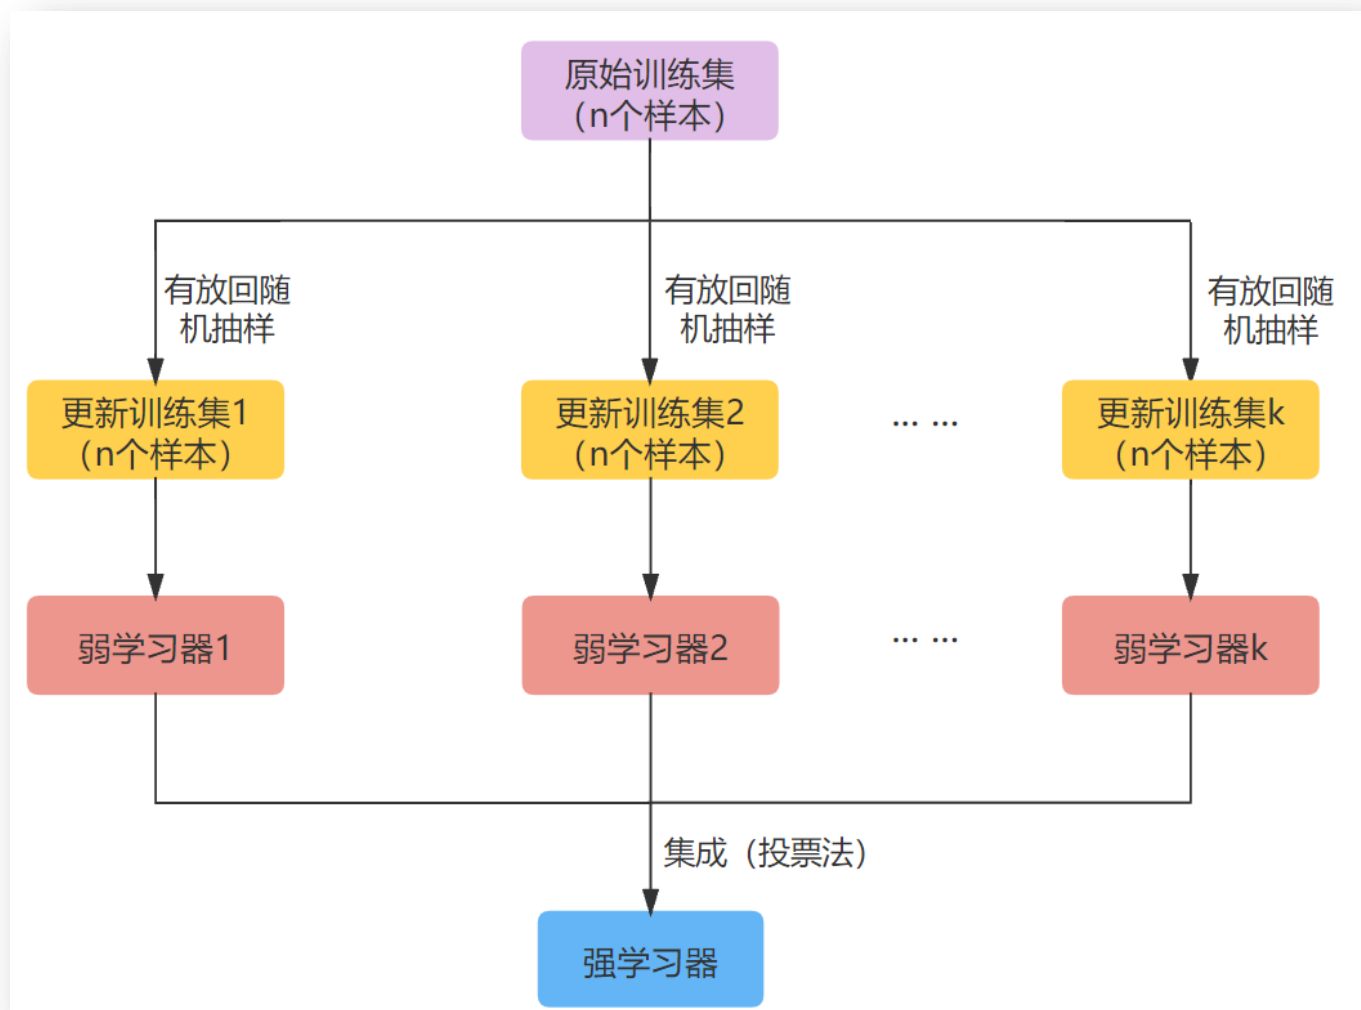 原始训练集
（n个样本）
有放回随
机抽样
有放回随
机抽样
有放回随
机抽样
更新训练集1
（n个样本）
更新训练集2
（n个样本）
... ...
更新训练集k
（n个样本）
弱学习器1
弱学习器2
... ...
弱学习器k
集成（投票法）
强学习器